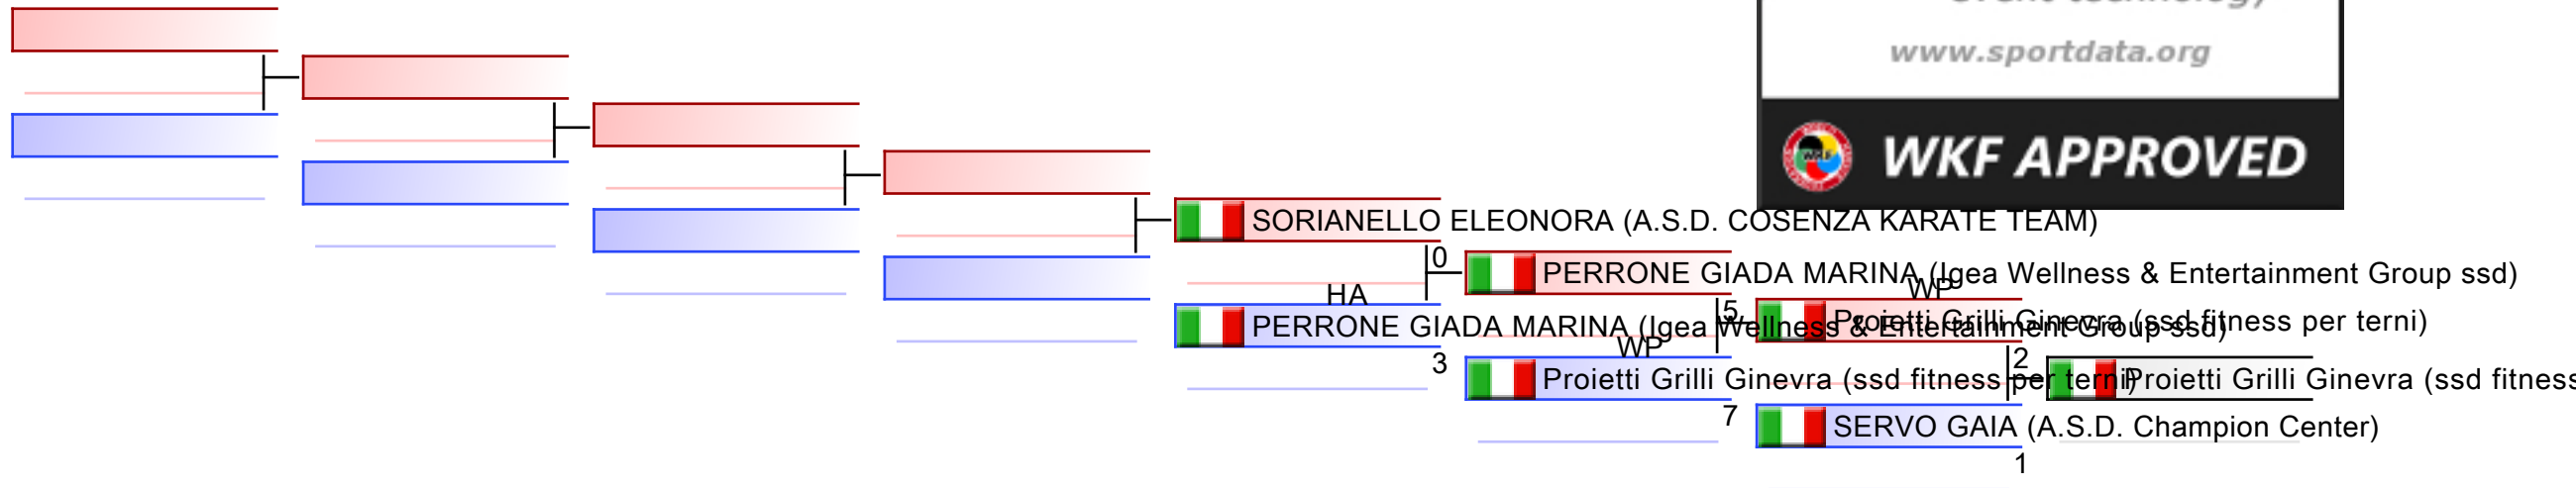 www.sportdata.org
WKF APPROVED
SORIANELLO ELEONORA (A.S.D. COSENZA KARATE TEAM)
0
PERRONE GIADA MARINA (Igea Wellness & Entertainment Group ssd)
HA
WP
PERRONE GIADA MARINA (Igea Wellness & Entertainment Group ssd)
5
Proietti Grilli Ginevra (ssd fitness per terni)
WP
3
2
Proietti Grilli Ginevra (ssd fitness per terni)
Proietti Grilli Ginevra (ssd fitness
7
SERVO GAIA (A.S.D. Champion Center)
1